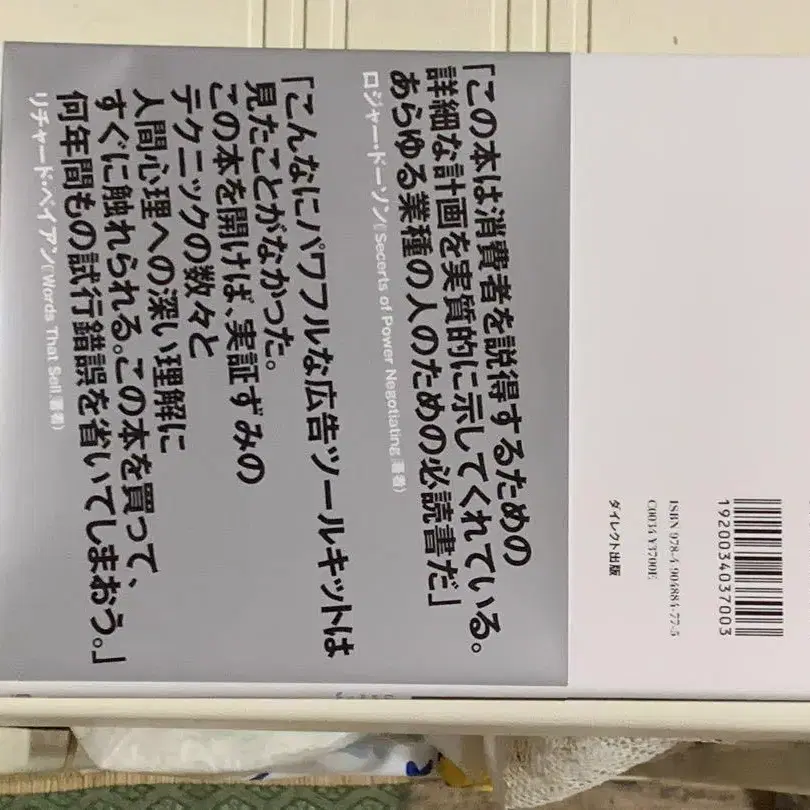 1920034037003
ISBN 978-4-904884-77-5
C0034 ¥3700E
ダイレクト出版
「この本は消費者を説得するための
詳細な計画を実質的に示してくれている。
あらゆる業種の人のための必読書だ」
ロジャー・ドーソン(『Secerts of Power Negotiating』著者)
「こんなにパワフルな広告ツールキットは
見たことがなかった。
この本を開けば、実証ずみの
テクニックの数々と
人間心理への深い理解に
すぐに触れられる。この本を買って、
何年間もの試行錯誤を省いてしまおう。」
リチャード・ベイアン(『Words That Sell』著者)